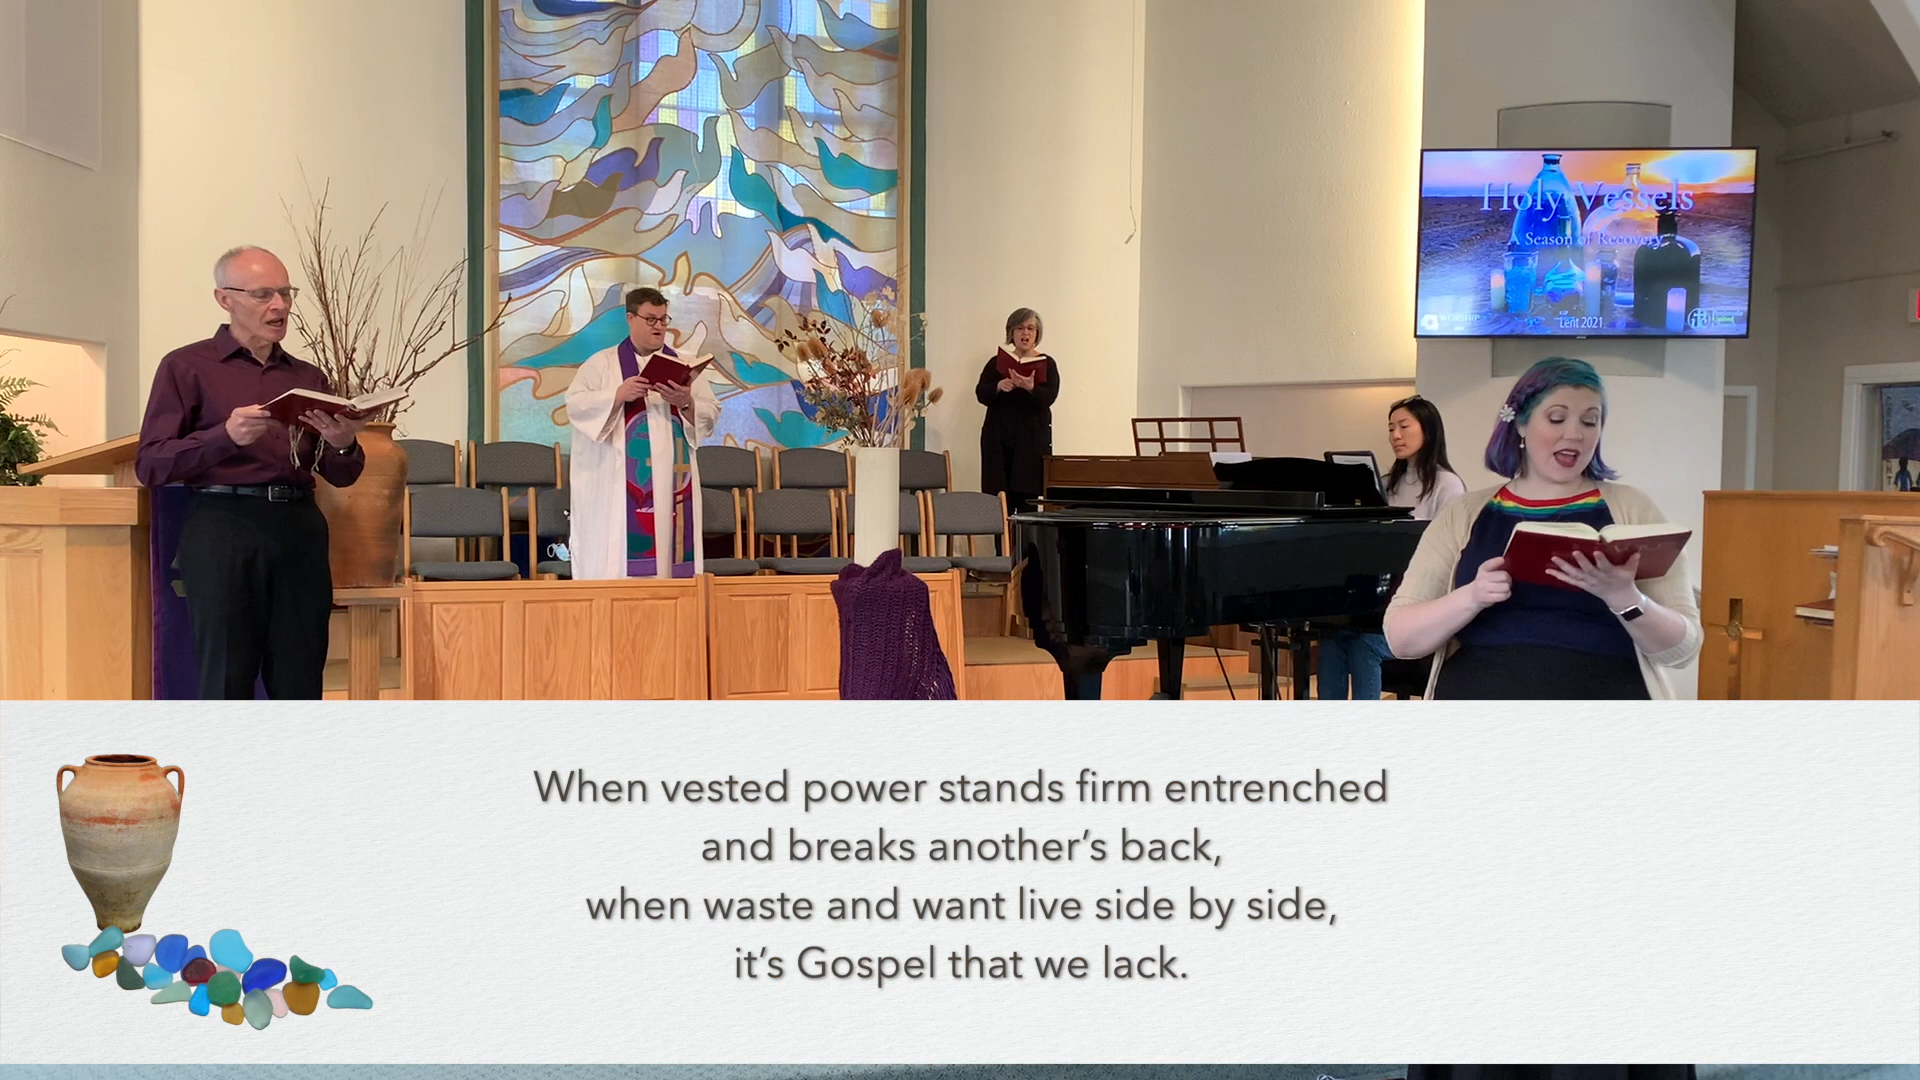 Holy Vessels
A Season of Recovery
WORSHIP
Lent 2021
When vested power stands firm entrenched
and breaks another's back,
when waste and want live side by side,
it's Gospel that we lack.